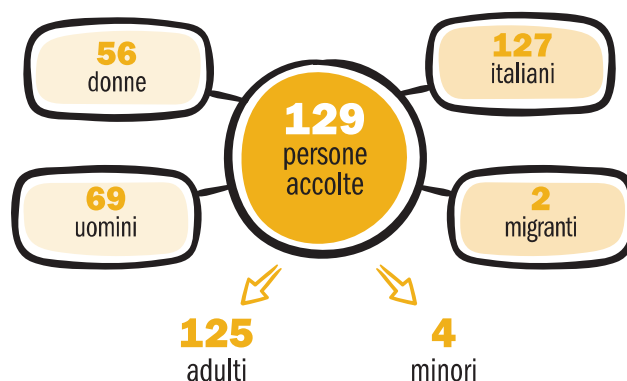 56
donne
127
italiani
129
persone
accolte
69
uomini
2
migranti
125
adulti
4
minori